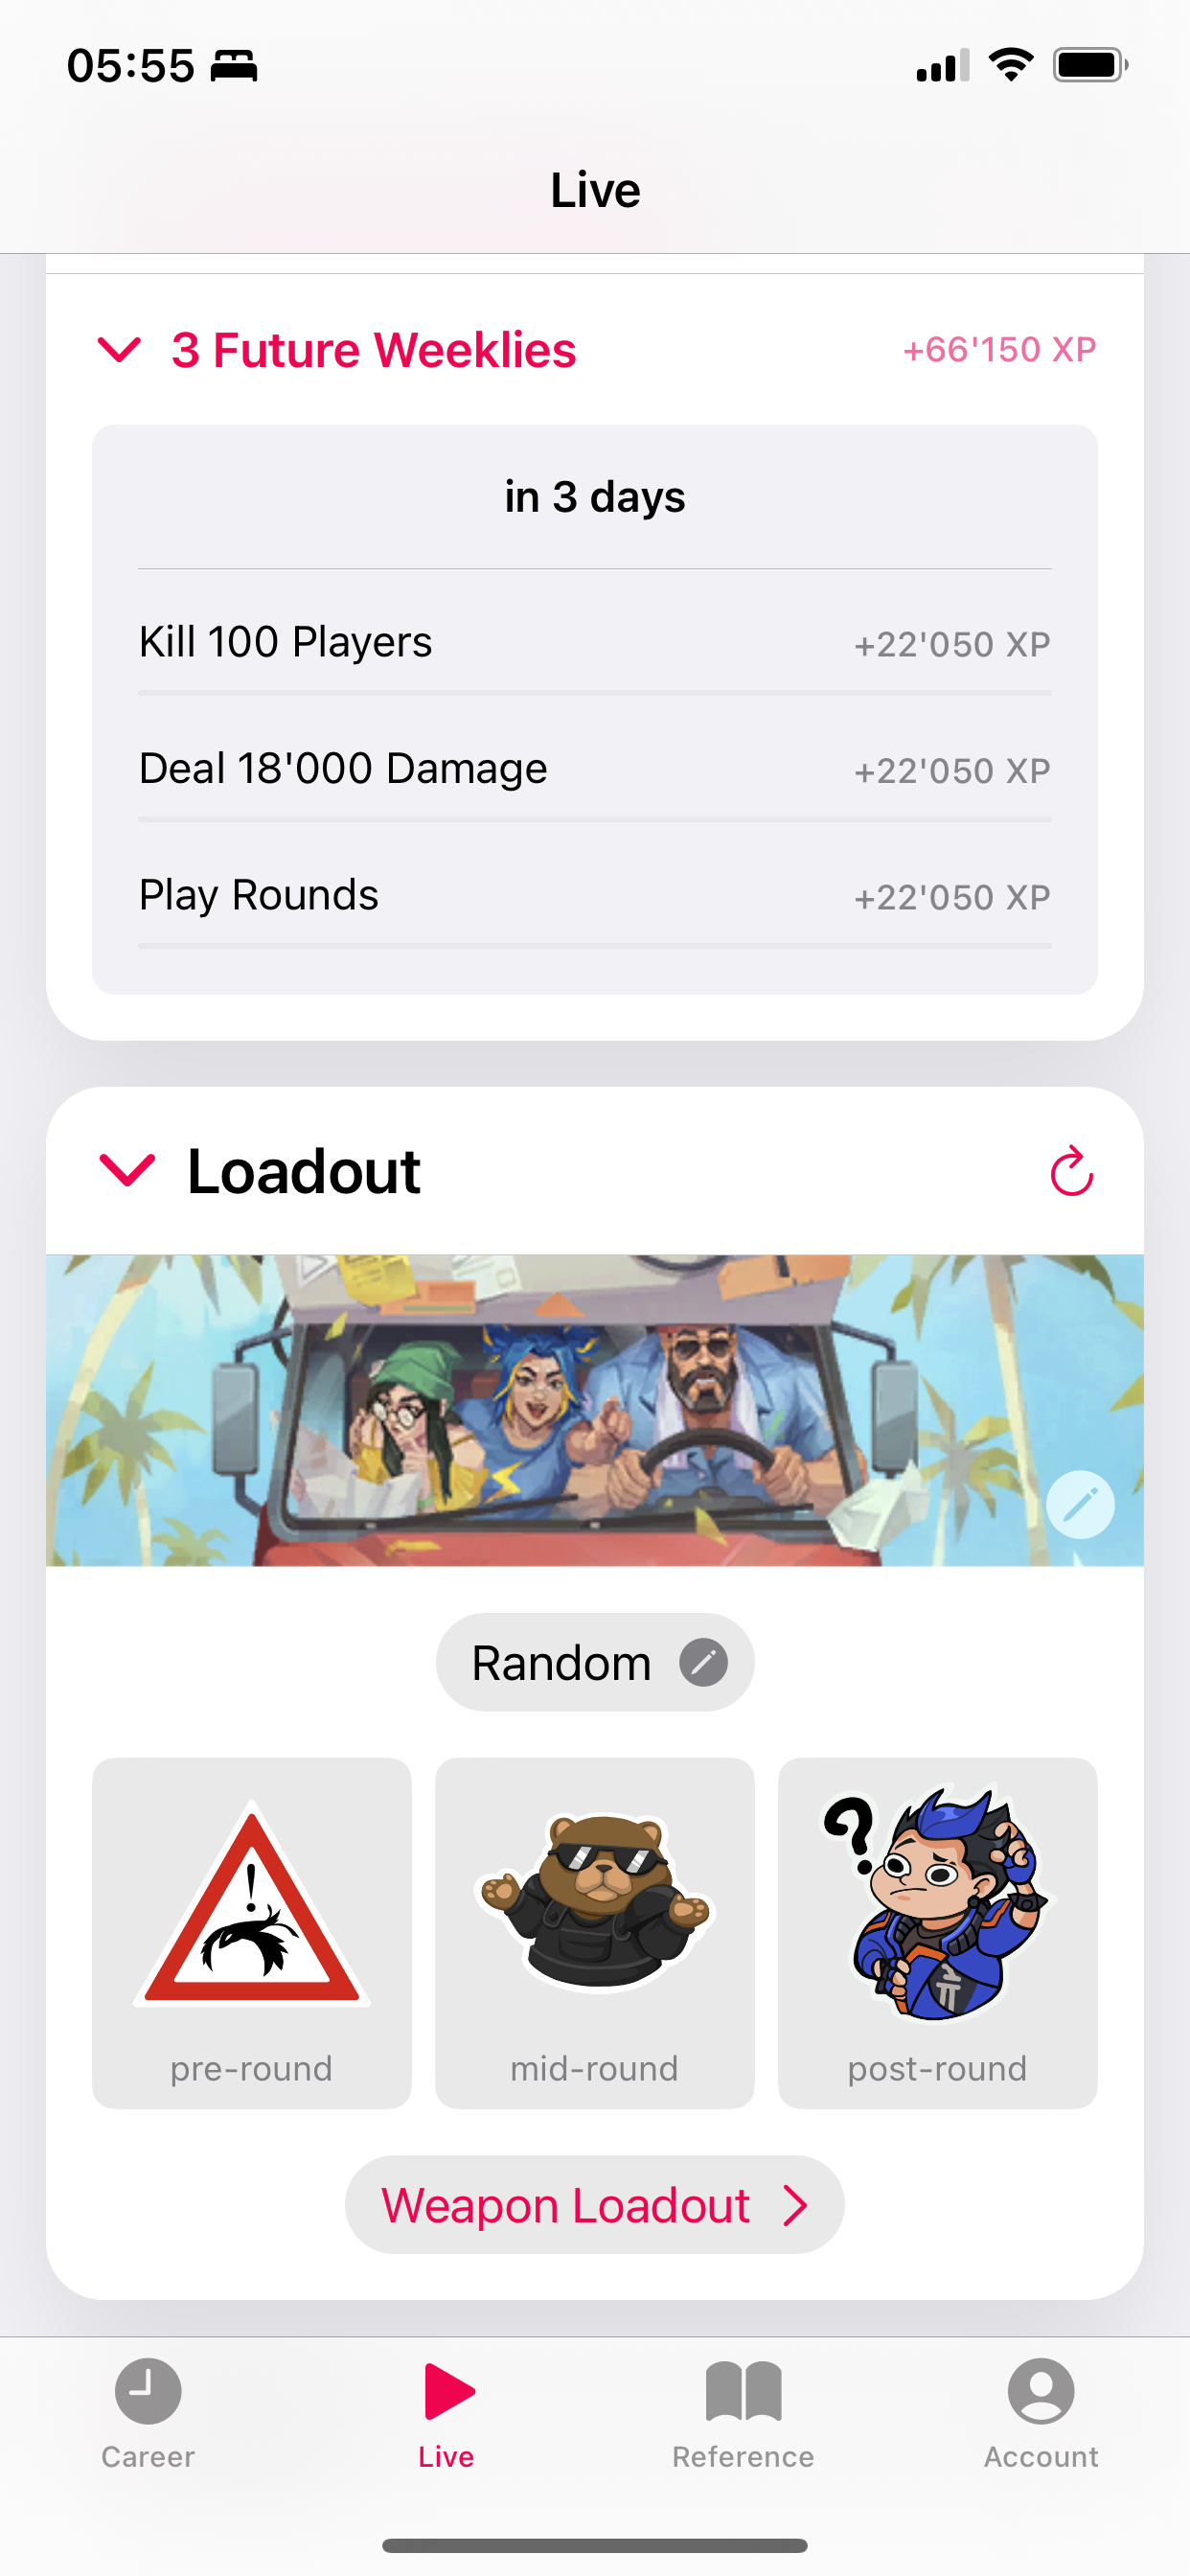 05:55
Live
3 Future Weeklies +66'150 XP
in 3 days
Kill 100 Players +22'050 XP
Deal 18'000 Damage +22'050 XP
Play Rounds +22'050 XP
Loadout
Random
!
?
pre-round mid-round post-round
Weapon Loadout
Career Live Reference Account